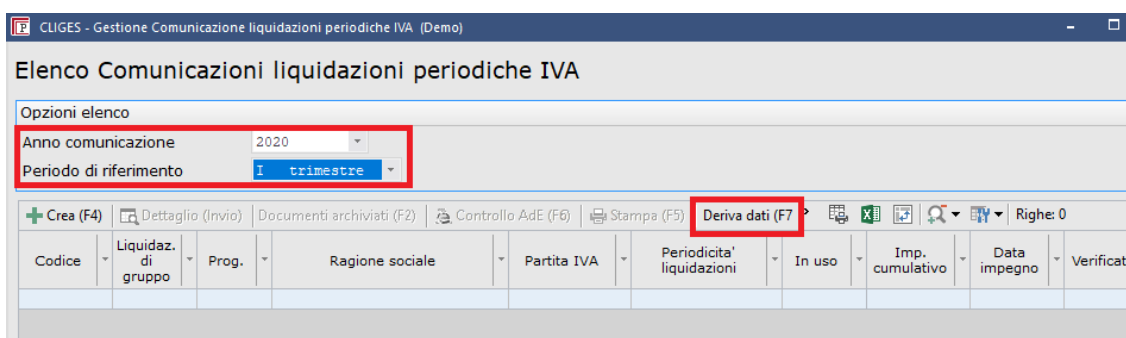 CLIGES - Gestione Comunicazione liquidazioni periodiche IVA (Demo)
Elenco Comunicazioni liquidazioni periodiche IVA
Opzioni elenco
Anno comunicazione 2020
Periodo di riferimento I trimestre
Crea (F4) Dettaglio (Invio) Documenti archiviati (F2) Controllo AdE (F6) Stampa (F5) Deriva dati (F7 Righe: 0
Codice Liquidaz. di gruppo Prog. Ragione sociale Partita IVA Periodicita' liquidazioni In uso Imp. cumulativo Data impegno Verificat